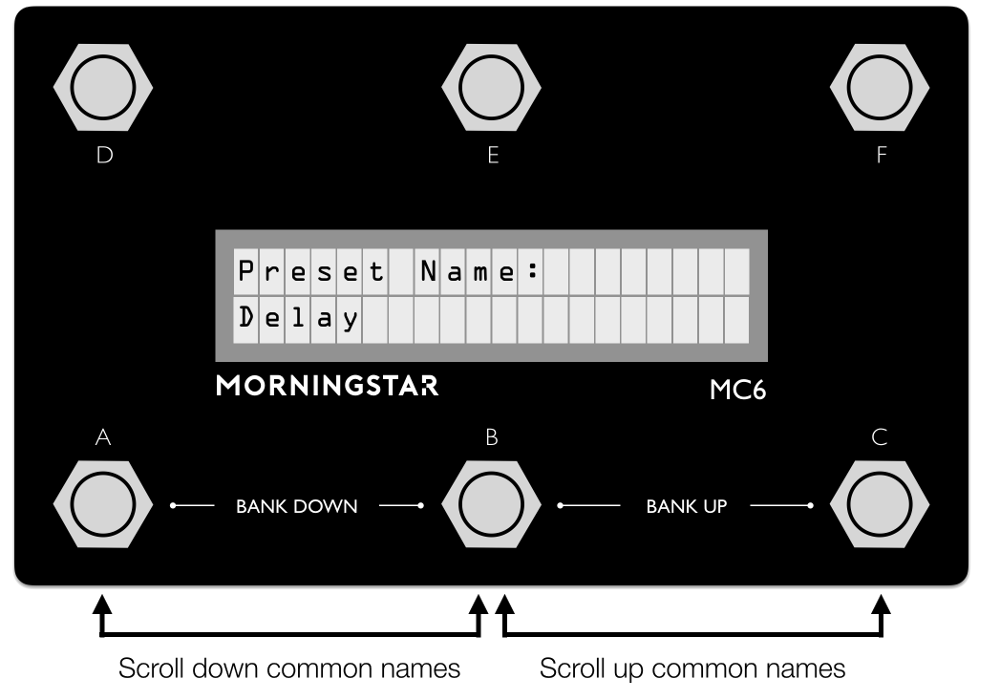 D
E
F
Preset Name:
Delay
MORNINGSTAR
MC6
A
B
C
BANK DOWN
BANK UP
Scroll down common names
Scroll up common names